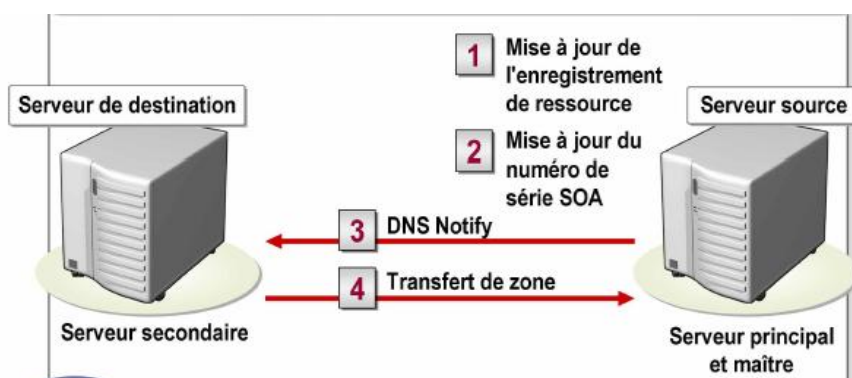 1 Mise à jour de
l'enregistrement
de ressource
Serveur de destination
Serveur source
2 Mise à jour du
numéro de
série SOA
3 DNS Notify
4 Transfert de zone
Serveur secondaire
Serveur principal
et maître